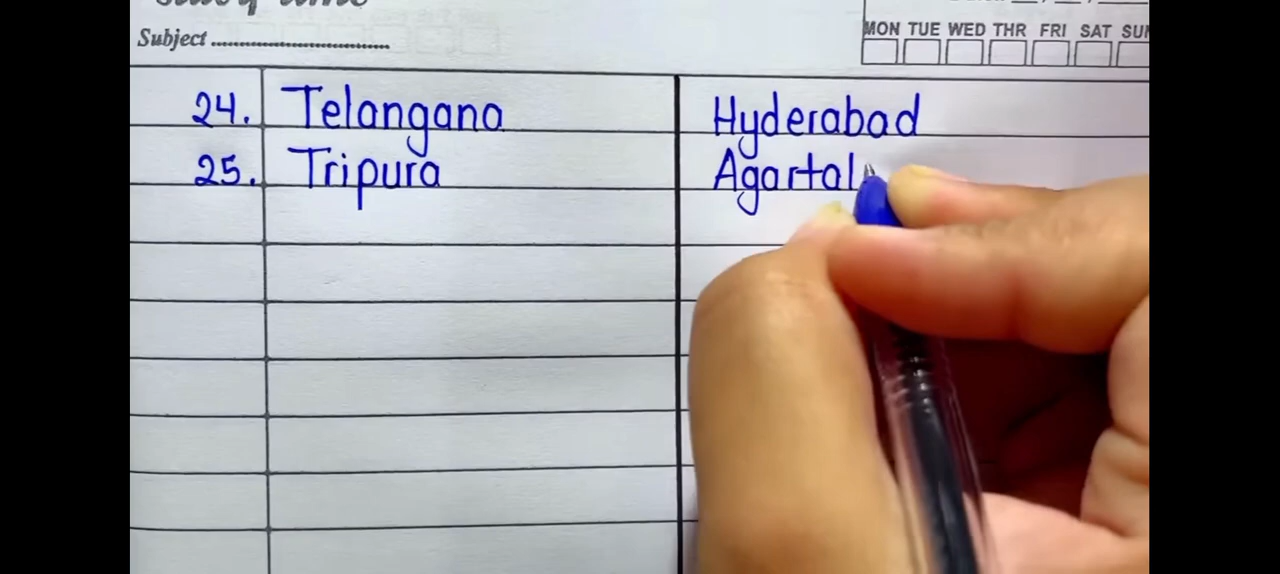 Subject
MON TUE WED THR FRI SAT SUN
24. Telangana Hyderabad
25. Tripura Agartal